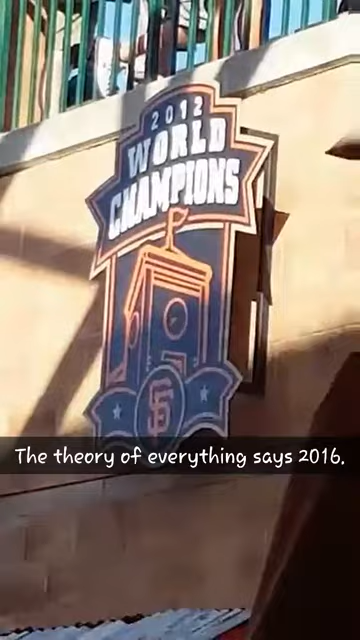 2012
WORLD
CHAMPIONS
SF
The theory of everything says 2016.